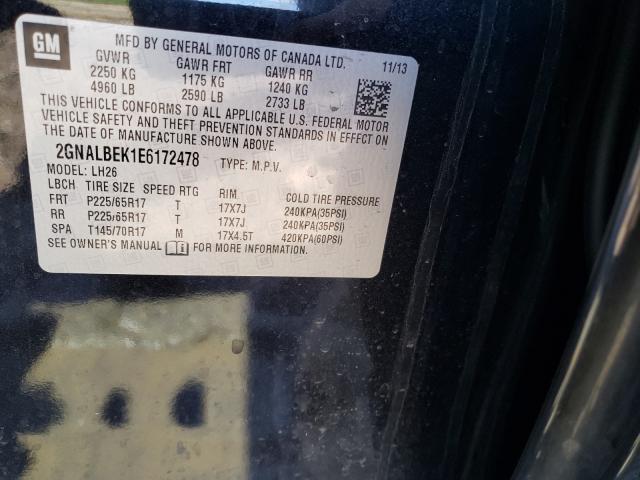 GM MFD BY GENERAL MOTORS OF CANADA LTD.
GVWR GAWR FRT GAWR RR 11/13
2250 KG 1175 KG 1240 KG
4960 LB 2590 LB 2733 LB
THIS VEHICLE CONFORMS TO ALL APPLICABLE U.S. FEDERAL MOTOR
VEHICLE SAFETY AND THEFT PREVENTION STANDARDS IN EFFECT ON
THE DATE OF MANUFACTURE SHOWN ABOVE.
2GNALBEK1E6172478 TYPE: M.P.V.
MODEL: LH26
LBCH TIRE SIZE SPEED RTG RIM COLD TIRE PRESSURE
FRT P225/65R17 T 17X7J 240KPA(35PSI)
RR P225/65R17 T 17X7J 240KPA(35PSI)
SPA T145/70R17 M 17X4.5T 420KPA(60PSI)
SEE OWNER'S MANUAL FOR MORE INFORMATION.